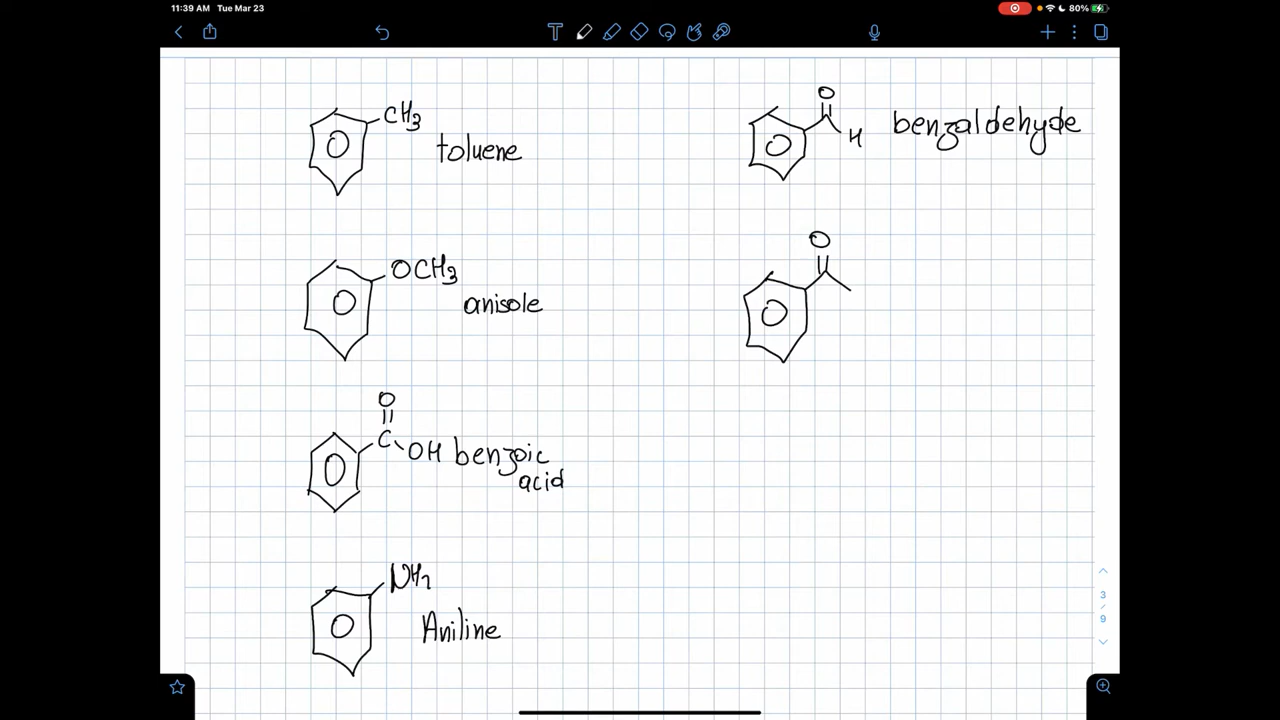 11:39 AM Tue Mar 23
80%
CH3
toluene
O
H
benzaldehyde
OCH3
anisole
O
O
C
OH benzoic
acid
NH2
Aniline
3
/
9